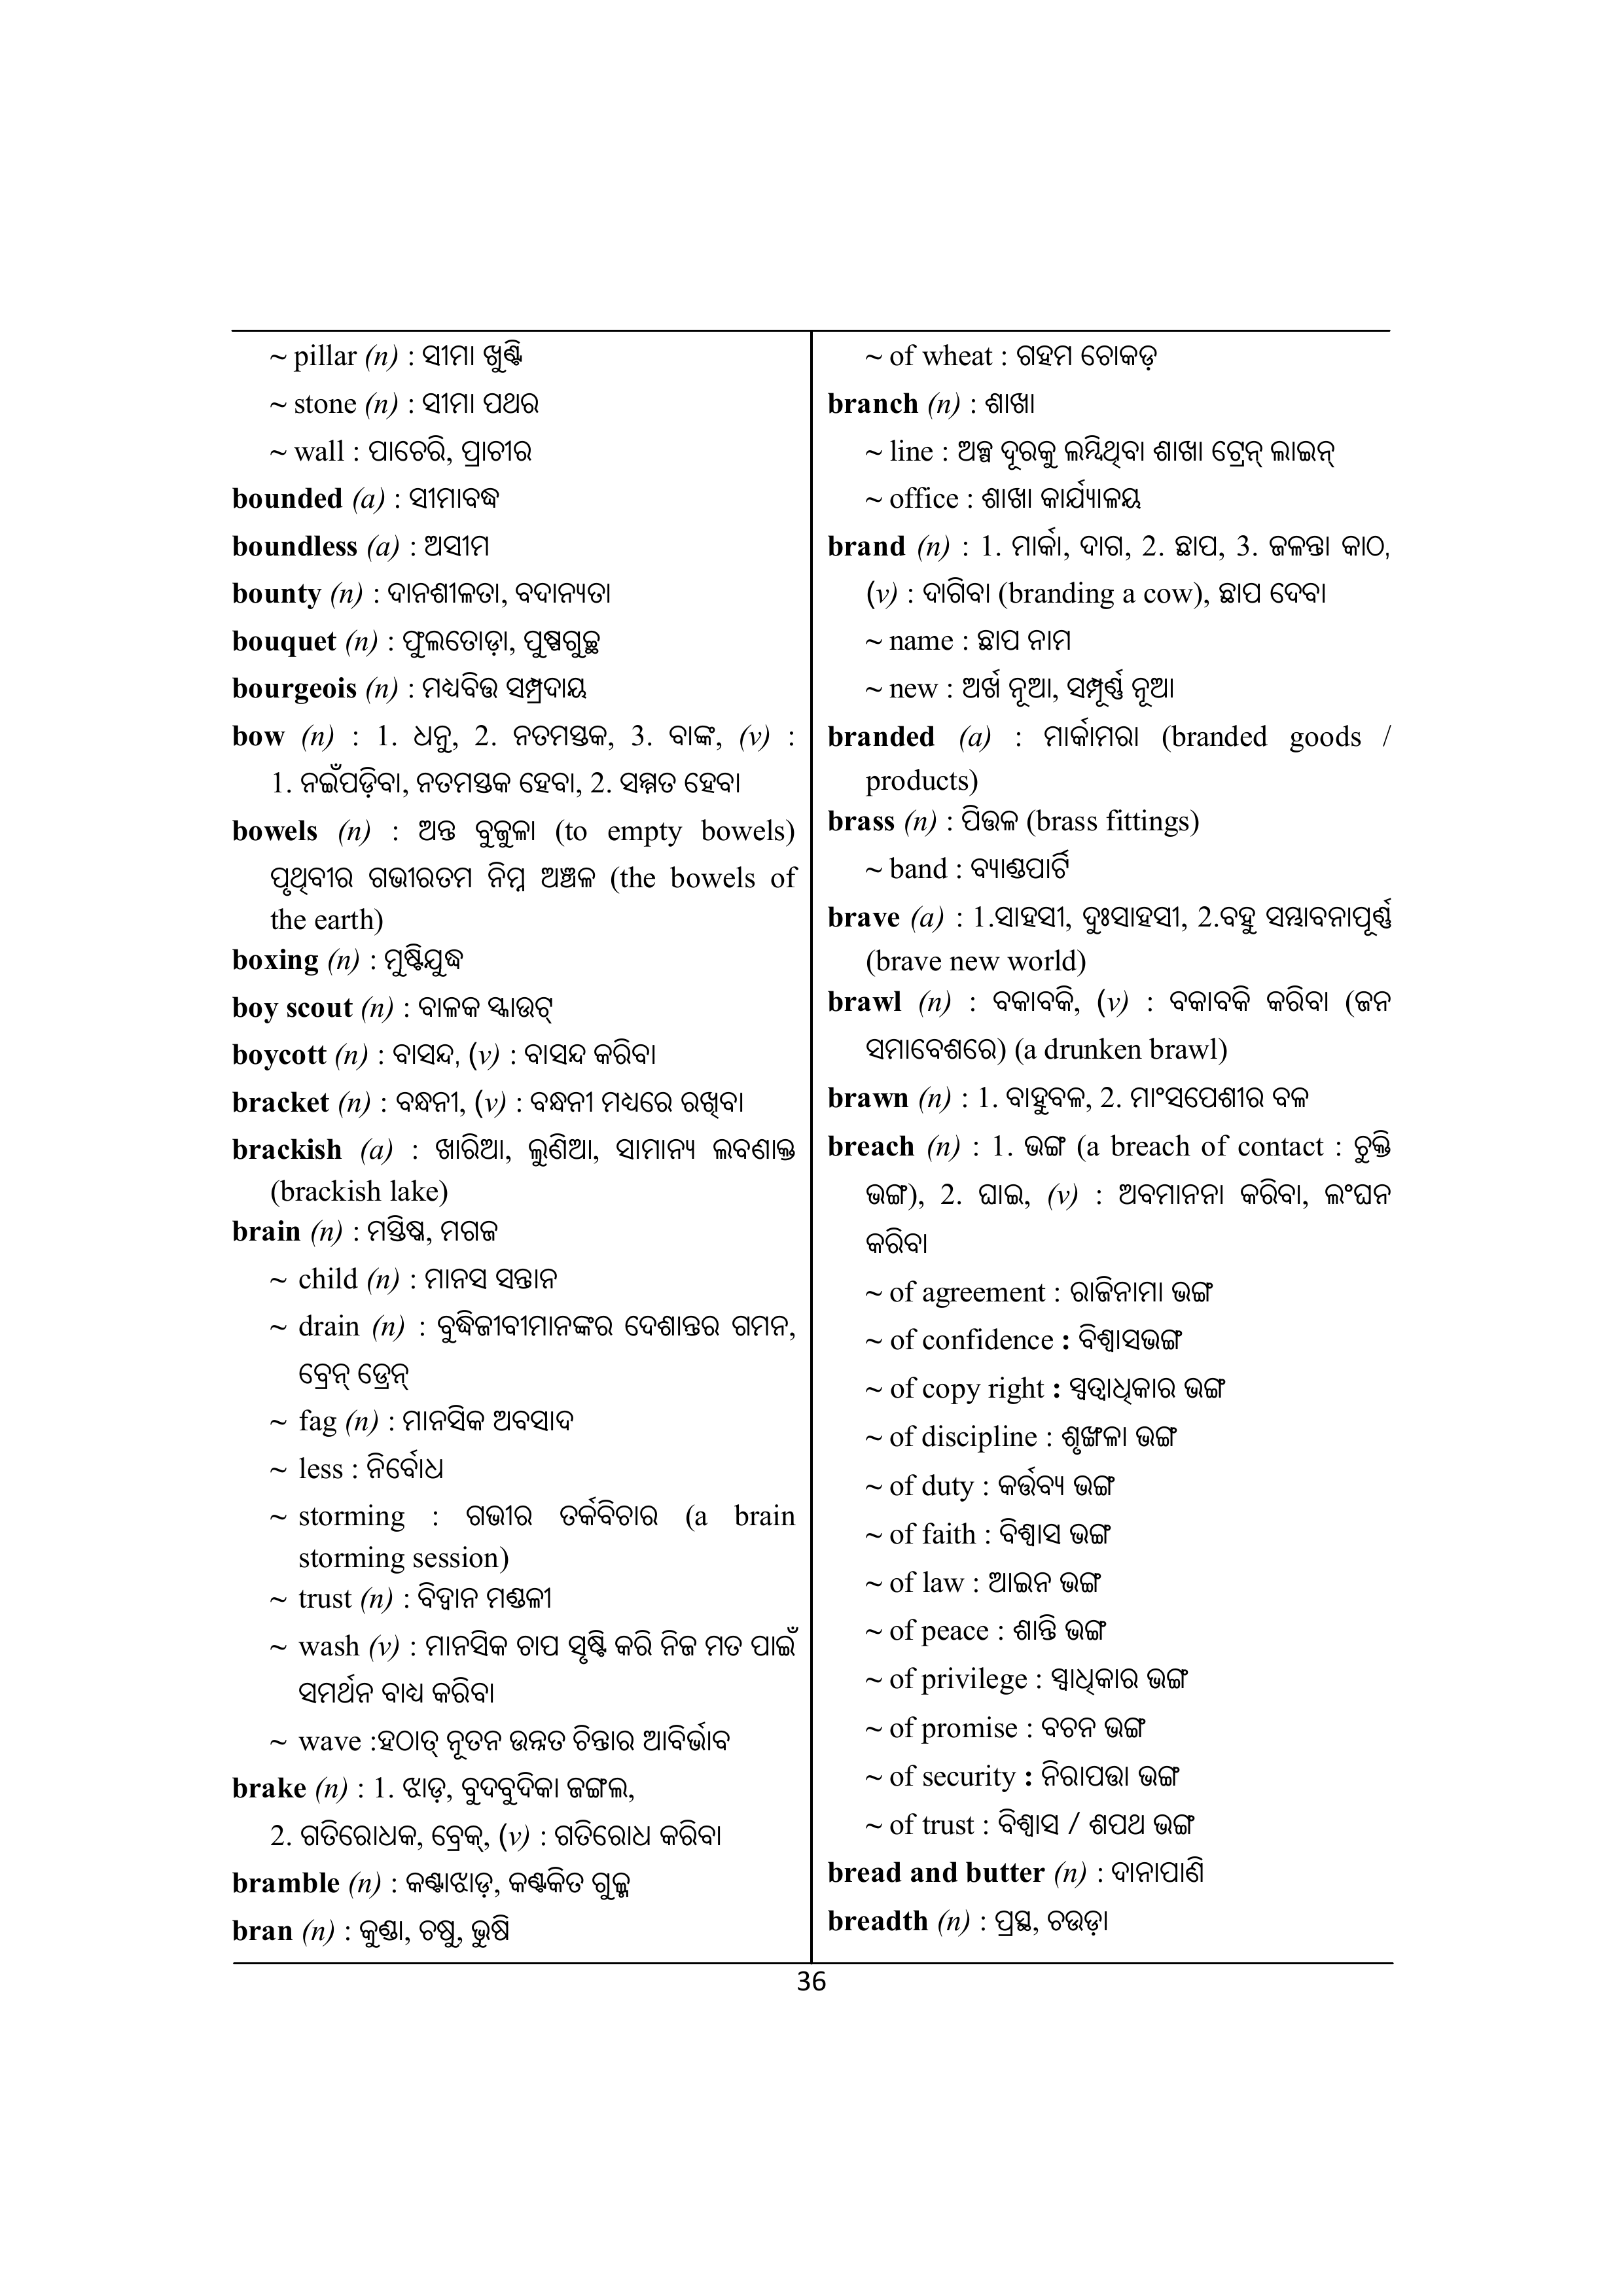 ~ pillar (n) : ସୀମା ଖୁଣ୍ଟି
~ stone (n) : ସୀମା ପଥର
~ wall : ପାଚେରି, ପ୍ରାଚୀର
bounded (a) : ସୀମାବଦ୍ଧ
boundless (a) : ଅସୀମ
bounty (n) : ଦାନଶୀଳତା, ବଦାନ୍ୟତା
bouquet (n) : ଫୁଲତୋଡ଼ା, ପୁଷ୍ପଗୁଚ୍ଛ
bourgeois (n) : ମଧ୍ୟବିତ୍ତ ସମ୍ପ୍ରଦାୟ
bow (n) : 1. ଧନୁ, 2. ନତମସ୍ତକ, 3. ବାଙ୍କ, (v) :
1. ନଇଁପଡ଼ିବା, ନତମସ୍ତକ ହେବା, 2. ସମ୍ମତ ହେବା
bowels (n) : ଅନ୍ତ ବୁଜୁଳା (to empty bowels)
ପୃଥିବୀର ଗଭୀରତମ ନିମ୍ନ ଅଞ୍ଚଳ (the bowels of
the earth)
boxing (n) : ମୁଷ୍ଟିଯୁଦ୍ଧ
boy scout (n) : ବାଳକ ସ୍କାଉଟ୍
boycott (n) : ବାସନ୍ଦ, (v) : ବାସନ୍ଦ କରିବା
bracket (n) : ବନ୍ଧନୀ, (v) : ବନ୍ଧନୀ ମଧ୍ୟରେ ରଖିବା
brackish (a) : ଖାରିଆ, ଲୁଣିଆ, ସାମାନ୍ୟ ଲବଣାକ୍ତ
(brackish lake)
brain (n) : ମସ୍ତିଷ୍କ, ମଗଜ
~ child (n) : ମାନସ ସନ୍ତାନ
~ drain (n) : ବୁଦ୍ଧିଜୀବୀମାନଙ୍କର ଦେଶାନ୍ତର ଗମନ,
ବ୍ରେନ୍ ଡ୍ରେନ୍
~ fag (n) : ମାନସିକ ଅବସାଦ
~ less : ନିର୍ବୋଧ
~ storming : ଗଭୀର ତର୍କବିଚାର (a brain
storming session)
~ trust (n) : ବିଦ୍ୱାନ ମଣ୍ଡଳୀ
~ wash (v) : ମାନସିକ ଚାପ ସୃଷ୍ଟି କରି ନିଜ ମତ ପାଇଁ
ସମର୍ଥନ ବାଧ୍ୟ କରିବା
~ wave :ହଠାତ୍ ନୂତନ ଉନ୍ନତ ଚିନ୍ତାର ଆବିର୍ଭାବ
brake (n) : 1. ଝାଡ଼, ବୁଦବୁଦିକା ଜଙ୍ଗଲ,
2. ଗତିରୋଧକ, ବ୍ରେକ୍, (v) : ଗତିରୋଧ କରିବା
bramble (n) : କଣ୍ଟାଝାଡ଼, କଣ୍ଟକିତ ଗୁଳ୍ମ
bran (n) : କୁଣ୍ଡା, ଚଷୁ, ଭୁଷି
~ of wheat : ଗହମ ଚୋକଡ଼
branch (n) : ଶାଖା
~ line : ଅଳ୍ପ ଦୂରକୁ ଲମ୍ବିଥିବା ଶାଖା ଟ୍ରେନ୍ ଲାଇନ୍
~ office : ଶାଖା କାର୍ଯ୍ୟାଳୟ
brand (n) : 1. ମାର୍କା, ଦାଗ, 2. ଛାପ, 3. ଜଳନ୍ତା କାଠ,
(v) : ଦାଗିବା (branding a cow), ଛାପ ଦେବା
~ name : ଛାପ ନାମ
~ new : ଅର୍ଖ ନୂଆ, ସମ୍ପୂର୍ଣ୍ଣ ନୂଆ
branded (a) : ମାର୍କାମରା (branded goods /
products)
brass (n) : ପିଉଳ (brass fittings)
~ band : ବ୍ୟାଣ୍ଡପାର୍ଟି
brave (a) : 1.ସାହସୀ, ଦୁଃସାହସୀ, 2.ବହୁ ସମ୍ଭାବନାପୂର୍ଣ୍ଣ
(brave new world)
brawl (n) : ବକାବକି, (v) : ବକାବକି କରିବା (ଜନ
ସମାବେଶରେ) (a drunken brawl)
brawn (n) : 1. ବାହୁବଳ, 2. ମାଂସପେଶୀର ବଳ
breach (n) : 1. ଭଙ୍ଗ (a breach of contact : ଚୁକ୍ତି
ଭଙ୍ଗ), 2. ଘାଇ, (v) : ଅବମାନନା କରିବା, ଲଂଘନ
କରିବା
~ of agreement : ରାଜିନାମା ଭଙ୍ଗ
~ of confidence : ବିଶ୍ୱାସଭଙ୍ଗ
~ of copy right : ସ୍ୱତ୍ୱାଧିକାର ଭଙ୍ଗ
~ of discipline : ଶୃଙ୍ଖଳା ଭଙ୍ଗ
~ of duty : କର୍ତ୍ତବ୍ୟ ଭଙ୍ଗ
~ of faith : ବିଶ୍ୱାସ ଭଙ୍ଗ
~ of law : ଆଇନ ଭଙ୍ଗ
~ of peace : ଶାନ୍ତି ଭଙ୍ଗ
~ of privilege : ସ୍ୱାଧିକାର ଭଙ୍ଗ
~ of promise : ବଚନ ଭଙ୍ଗ
~ of security : ନିରାପତ୍ତା ଭଙ୍ଗ
~ of trust : ବିଶ୍ୱାସ / ଶପଥ ଭଙ୍ଗ
bread and butter (n) : ଦାନାପାଣି
breadth (n) : ପ୍ରସ୍ଥ, ଚଉଡ଼ା
36